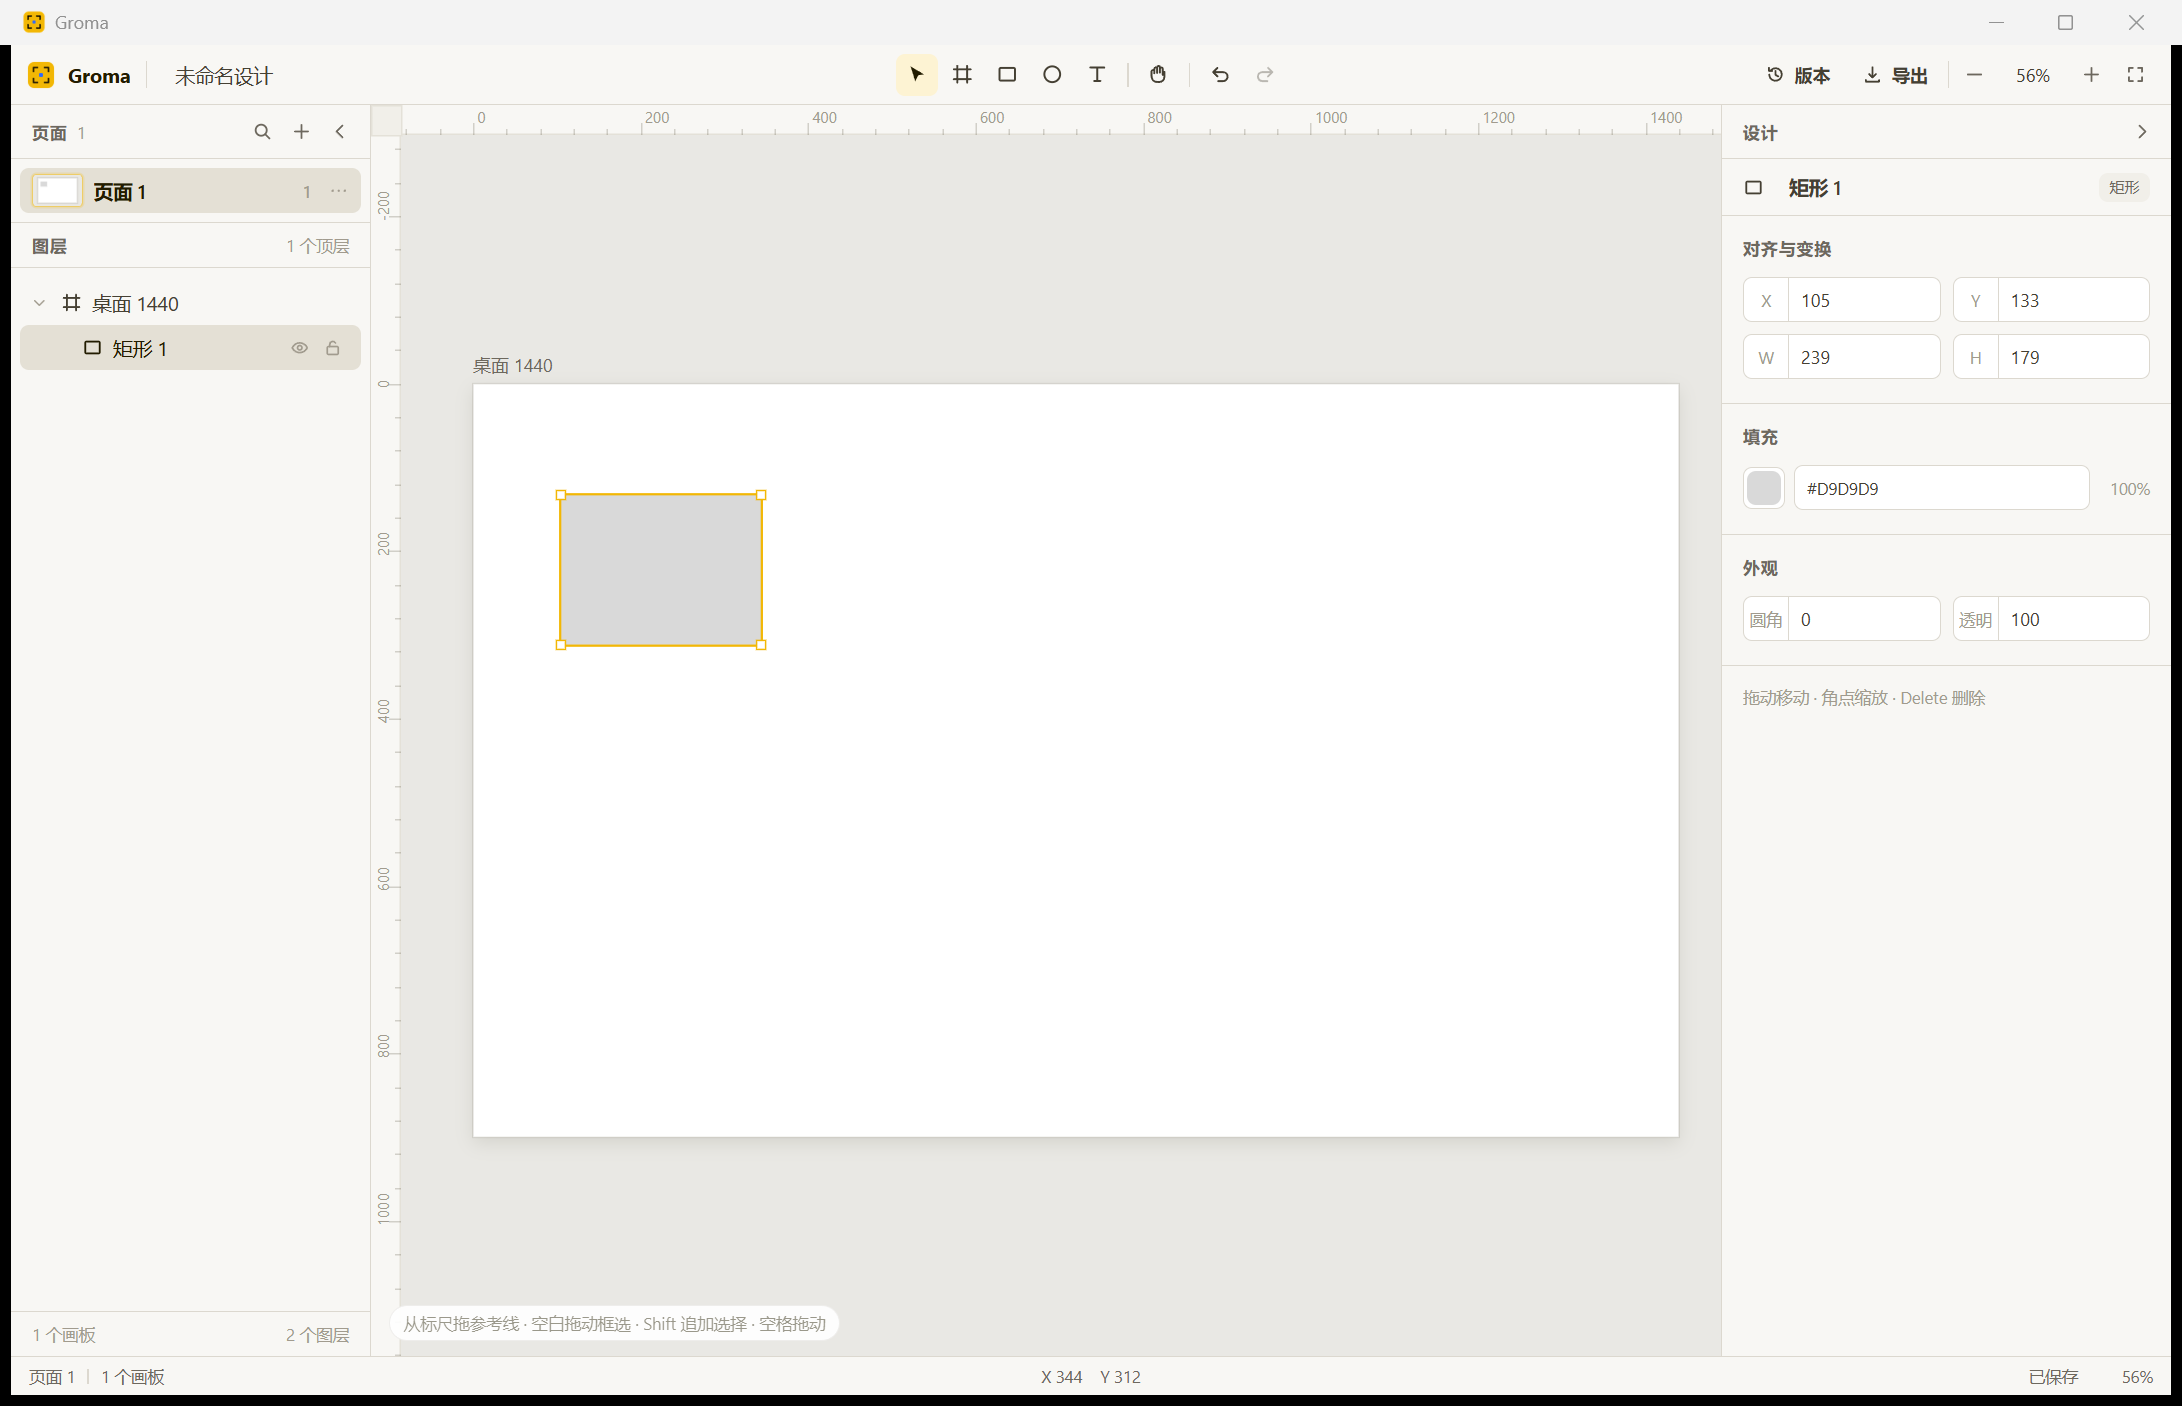 Groma
Groma
未命名设计
版本
导出
56%
页面 1
页面 1
1
图层
1 个顶层
桌面 1440
矩形 1
1 个画板
2 个图层
0
200
400
600
800
1000
1200
1400
-200
0
200
400
600
800
1000
桌面 1440
从标尺拖参考线 · 空白拖动框选 · Shift 追加选择 · 空格拖动
设计
矩形 1
矩形
对齐与变换
X 105
Y 133
W 239
H 179
填充
#D9D9D9
100%
外观
圆角 0
透明 100
拖动移动 · 角点缩放 · Delete 删除
页面 1
1 个画板
X 344 Y 312
已保存
56%